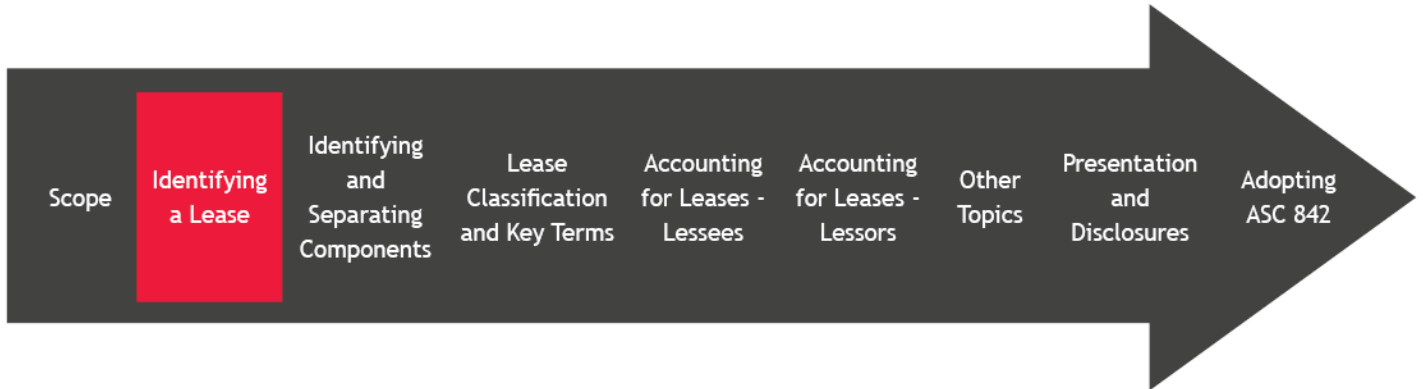 Scope
Identifying
a Lease
Identifying
and
Separating
Components
Lease
Classification
and Key Terms
Accounting
for Leases -
Lessees
Accounting
for Leases -
Lessors
Other
Topics
Presentation
and
Disclosures
Adopting
ASC 842